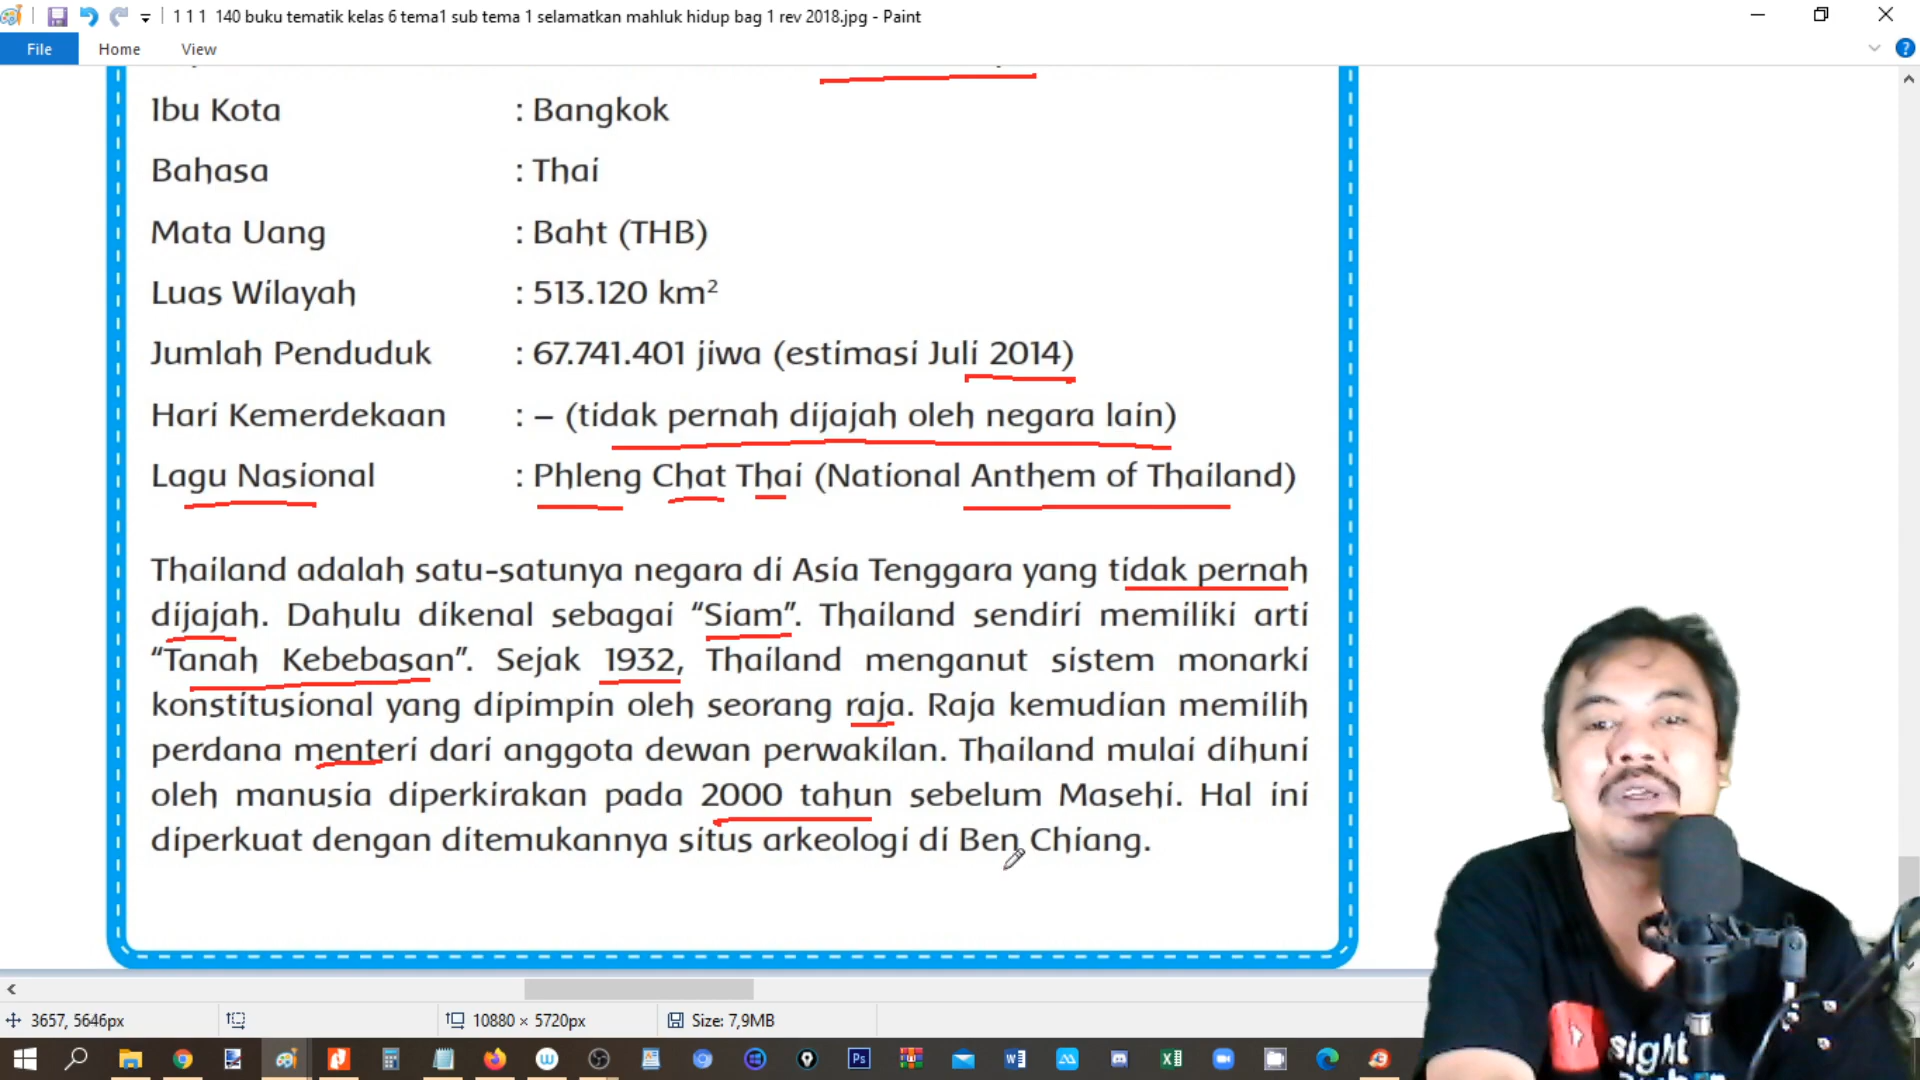 1 1 1 140 buku tematik kelas 6 tema1 sub tema 1 selamatkan mahluk hidup bag 1 rev 2018.jpg - Paint
File Home View
Ibu Kota : Bangkok
Bahasa : Thai
Mata Uang : Baht (THB)
Luas Wilayah : 513.120 km²
Jumlah Penduduk : 67.741.401 jiwa (estimasi Juli 2014)
Hari Kemerdekaan : – (tidak pernah dijajah oleh negara lain)
Lagu Nasional : Phleng Chat Thai (National Anthem of Thailand)
Thailand adalah satu-satunya negara di Asia Tenggara yang tidak pernah
dijajah. Dahulu dikenal sebagai “Siam”. Thailand sendiri memiliki arti
“Tanah Kebebasan”. Sejak 1932, Thailand menganut sistem monarki
konstitusional yang dipimpin oleh seorang raja. Raja kemudian memilih
perdana menteri dari anggota dewan perwakilan. Thailand mulai dihuni
oleh manusia diperkirakan pada 2000 tahun sebelum Masehi. Hal ini
diperkuat dengan ditemukannya situs arkeologi di Ben Chiang.
3657, 5646px
10880 × 5720px
Size: 7,9MB
Ps